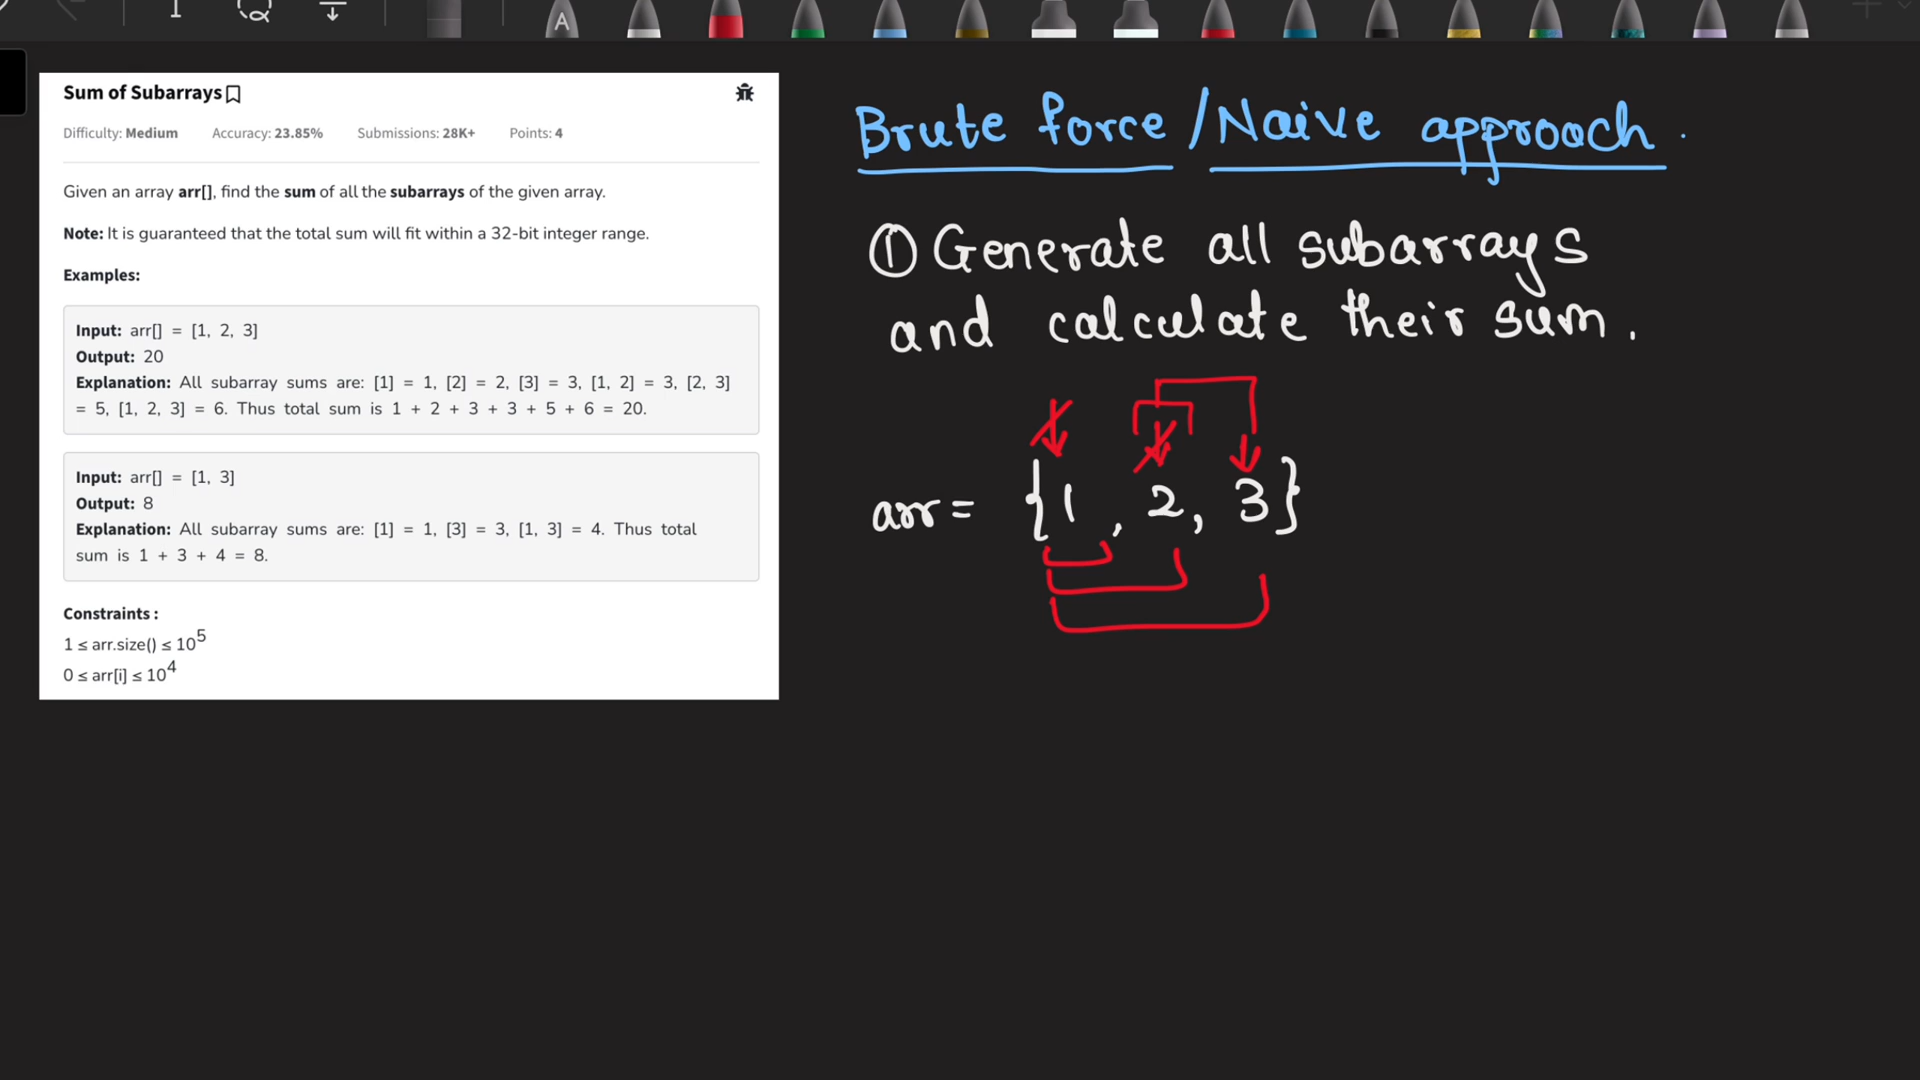 A
Sum of Subarrays
Difficulty: Medium Accuracy: 23.85% Submissions: 28K+ Points: 4
Given an array arr[], find the sum of all the subarrays of the given array.
Note: It is guaranteed that the total sum will fit within a 32-bit integer range.
Examples:
Input: arr[] = [1, 2, 3]
Output: 20
Explanation: All subarray sums are: [1] = 1, [2] = 2, [3] = 3, [1, 2] = 3, [2, 3]
= 5, [1, 2, 3] = 6. Thus total sum is 1 + 2 + 3 + 3 + 5 + 6 = 20.
Input: arr[] = [1, 3]
Output: 8
Explanation: All subarray sums are: [1] = 1, [3] = 3, [1, 3] = 4. Thus total
sum is 1 + 3 + 4 = 8.
Constraints :
1 ≤ arr.size() ≤ 10^5
0 ≤ arr[i] ≤ 10^4
Brute force / Naive approach.
① Generate all subarrays
and calculate their sum.
arr = {1, 2, 3}